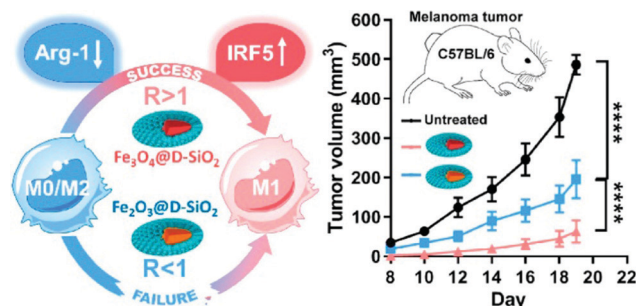 Arg-1↓
IRF5↑
SUCCESS
R>1
Fe₃O₄@D-SiO₂
M0/M2
M1
Fe₂O₃@D-SiO₂
R<1
FAILURE
Melanoma tumor
C57BL/6
Untreated
****
****
Tumor volume (mm³)
600
500
400
300
200
100
0
8 10 12 14 16 18 20 22
Day